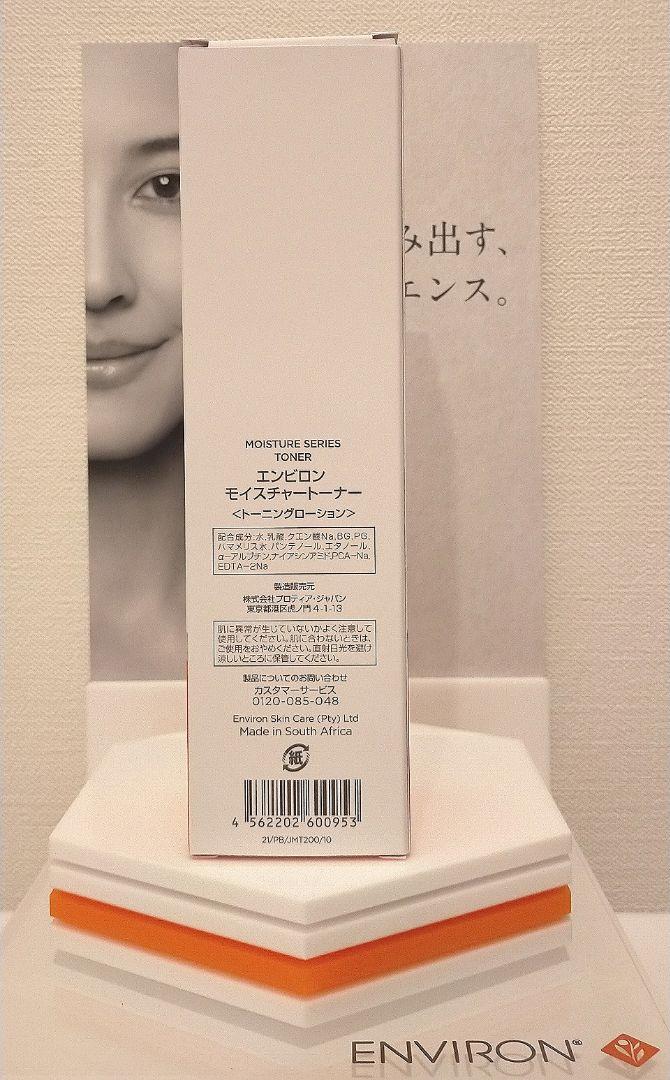 み出す、
エンス。
MOISTURE SERIES
TONER
エンビロン
モイスチャートーナー
<トーニングローション>
配合成分:水,乳酸,クエン酸Na,BG,PG,
ハマメリス水,パンテノール,エタノール,
α-アルブチン,ナイアシンアミド,PCA-Na,
EDTA-2Na
製造販売元
株式会社プロティア・ジャパン
東京都港区虎ノ門 4-1-13
肌に異常が生じていないかよく注意して
使用してください。肌に合わないときは、
ご使用をおやめください。直射日光を避け
涼しいところに保管してください。
製品についてのお問い合わせ
カスタマーサービス
0120-085-048
Environ Skin Care (Pty) Ltd
Made in South Africa
紙
4 562202 600953
21/PB/JMT200/10
ENVIRON®